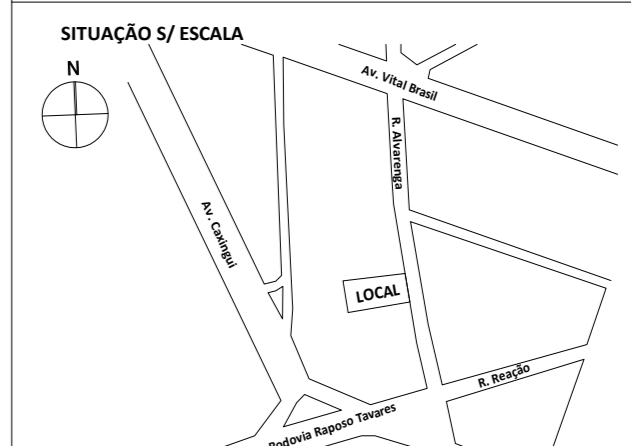 SITUAÇÃO S/ ESCALA
N
Av. Vital Brasil
R. Alvarenga
Av. Caxingui
LOCAL
R. Reação
Rodovia Raposo Tavares